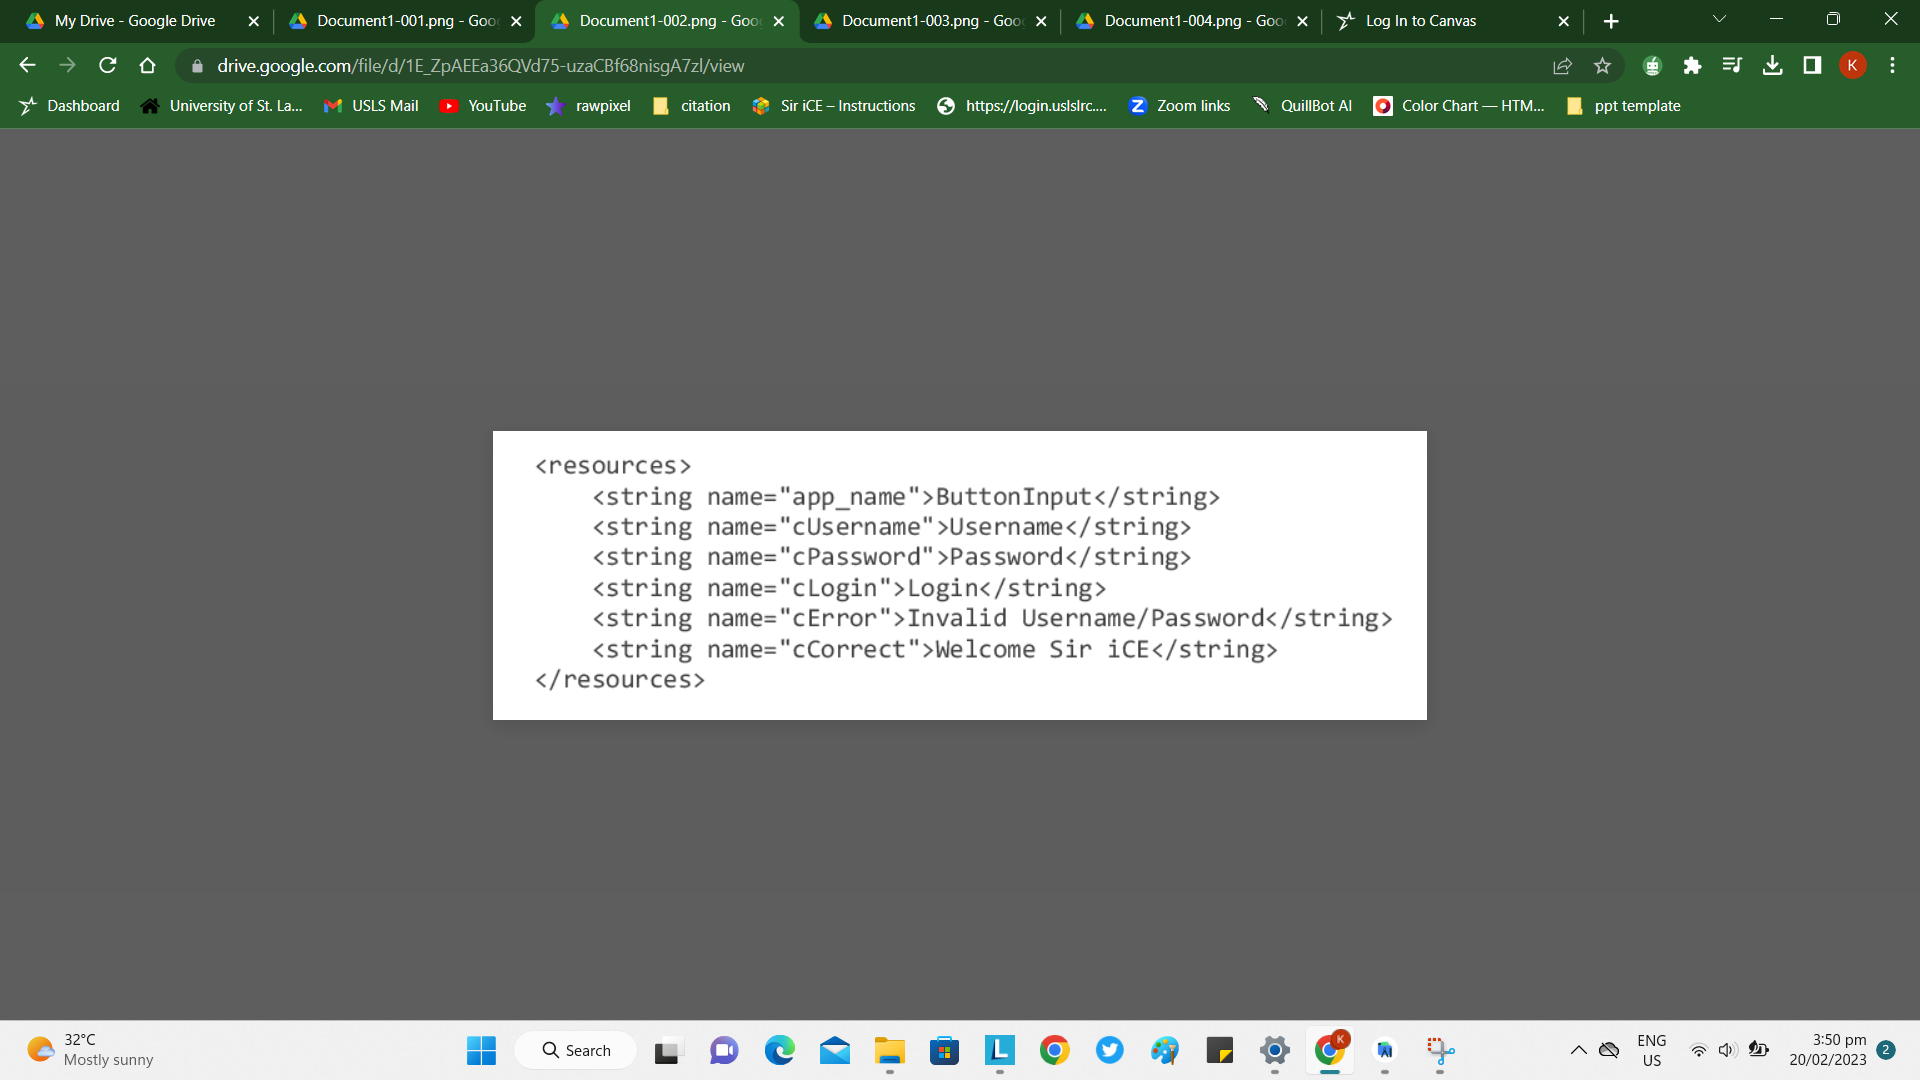 My Drive - Google Drive
Document1-001.png - Goo
Document1-002.png - Goo
Document1-003.png - Goo
Document1-004.png - Goo
Log In to Canvas
drive.google.com/file/d/1E_ZpAEEa36QVd75-uzaCBf68nisgA7zl/view
K
Dashboard
University of St. La...
USLS Mail
YouTube
rawpixel
citation
Sir iCE – Instructions
https://login.uslslrc....
Zoom links
QuillBot AI
Color Chart — HTM...
ppt template
<resources>
    <string name="app_name">ButtonInput</string>
    <string name="cUsername">Username</string>
    <string name="cPassword">Password</string>
    <string name="cLogin">Login</string>
    <string name="cError">Invalid Username/Password</string>
    <string name="cCorrect">Welcome Sir iCE</string>
</resources>
32°C
Mostly sunny
Search
ENG
US
3:50 pm
20/02/2023
2